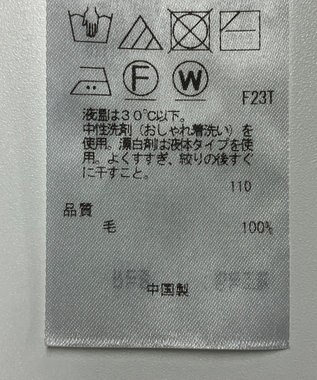 F W
F23T
液温は30℃以下。
中性洗剤（おしゃれ着洗い）を
使用。漂白剤は液体タイプを使
用。よくすすぎ、絞りの後すぐ
に干すこと。
110
品質
毛 100%
中国製